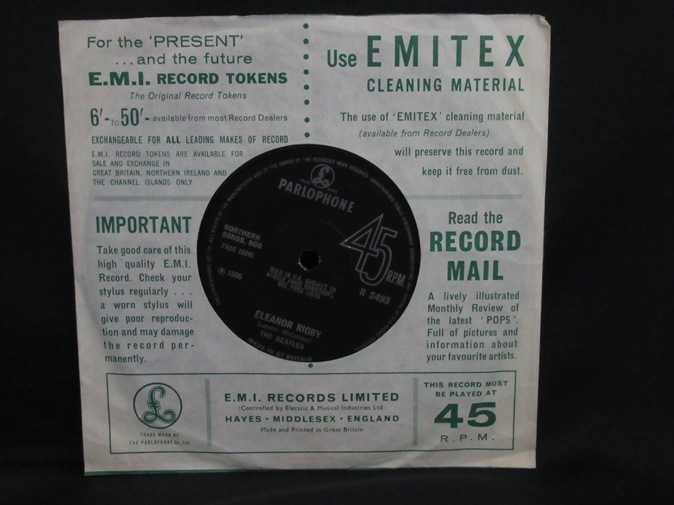 For the 'PRESENT'
...and the future
E.M.I. RECORD TOKENS
The Original Record Tokens
6'- to 50'- available from most Record Dealers
EXCHANGEABLE FOR ALL LEADING MAKES OF RECORD
E.M.I. RECORD TOKENS ARE AVAILABLE FOR
SALE AND EXCHANGE IN
GREAT BRITAIN, NORTHERN IRELAND AND
THE CHANNEL ISLANDS ONLY
Use EMITEX
CLEANING MATERIAL
The use of 'EMITEX' cleaning material
(available from Record Dealers)
will preserve this record and
keep it free from dust.
IMPORTANT
Take good care of this
high quality E.M.I.
Record. Check your
stylus regularly . . .
a worn stylus will
give poor reproduc-
tion and may damage
the record per-
manently.
PARLOPHONE
NORTHERN
SONGS, NCB
℗ 1966
45 R.P.M.
R 5493
ELEANOR RIGBY
THE BEATLES
MADE IN GT BRITAIN
Read the
RECORD
MAIL
A lively illustrated
Monthly Review of
the latest 'POPS'.
Full of pictures and
information about
your favourite artists.
£
TRADE MARK OF
THE PARLOPHONE Co. Ltd
E.M.I. RECORDS LIMITED
(Controlled by Electric & Musical Industries Ltd)
HAYES · MIDDLESEX · ENGLAND
Made and Printed in Great Britain
THIS RECORD MUST
BE PLAYED AT
45
R.P.M.